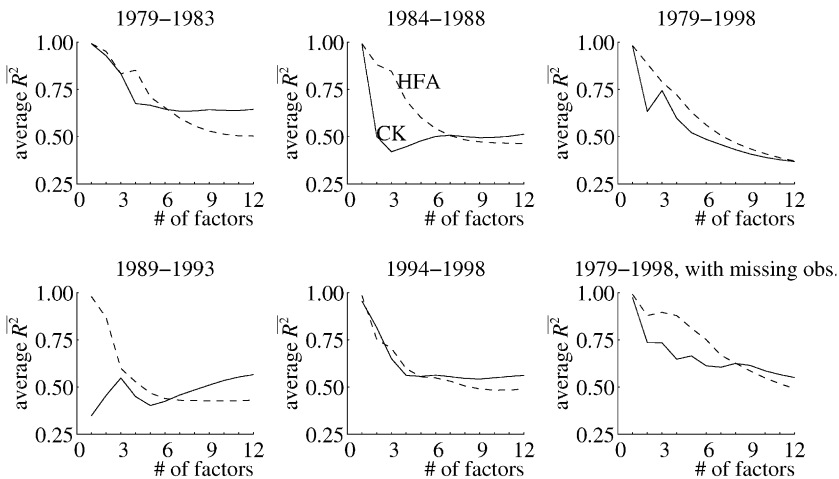 1979–1983
average R̅²
1.00
0.75
0.50
0.25
0 3 6 9 12
# of factors
1984–1988
average R̅²
1.00
0.75
0.50
0.25
HFA
CK
0 3 6 9 12
# of factors
1979–1998
average R̅²
1.00
0.75
0.50
0.25
0 3 6 9 12
# of factors
1989–1993
average R̅²
1.00
0.75
0.50
0.25
0 3 6 9 12
# of factors
1994–1998
average R̅²
1.00
0.75
0.50
0.25
0 3 6 9 12
# of factors
1979–1998, with missing obs.
average R̅²
1.00
0.75
0.50
0.25
0 3 6 9 12
# of factors